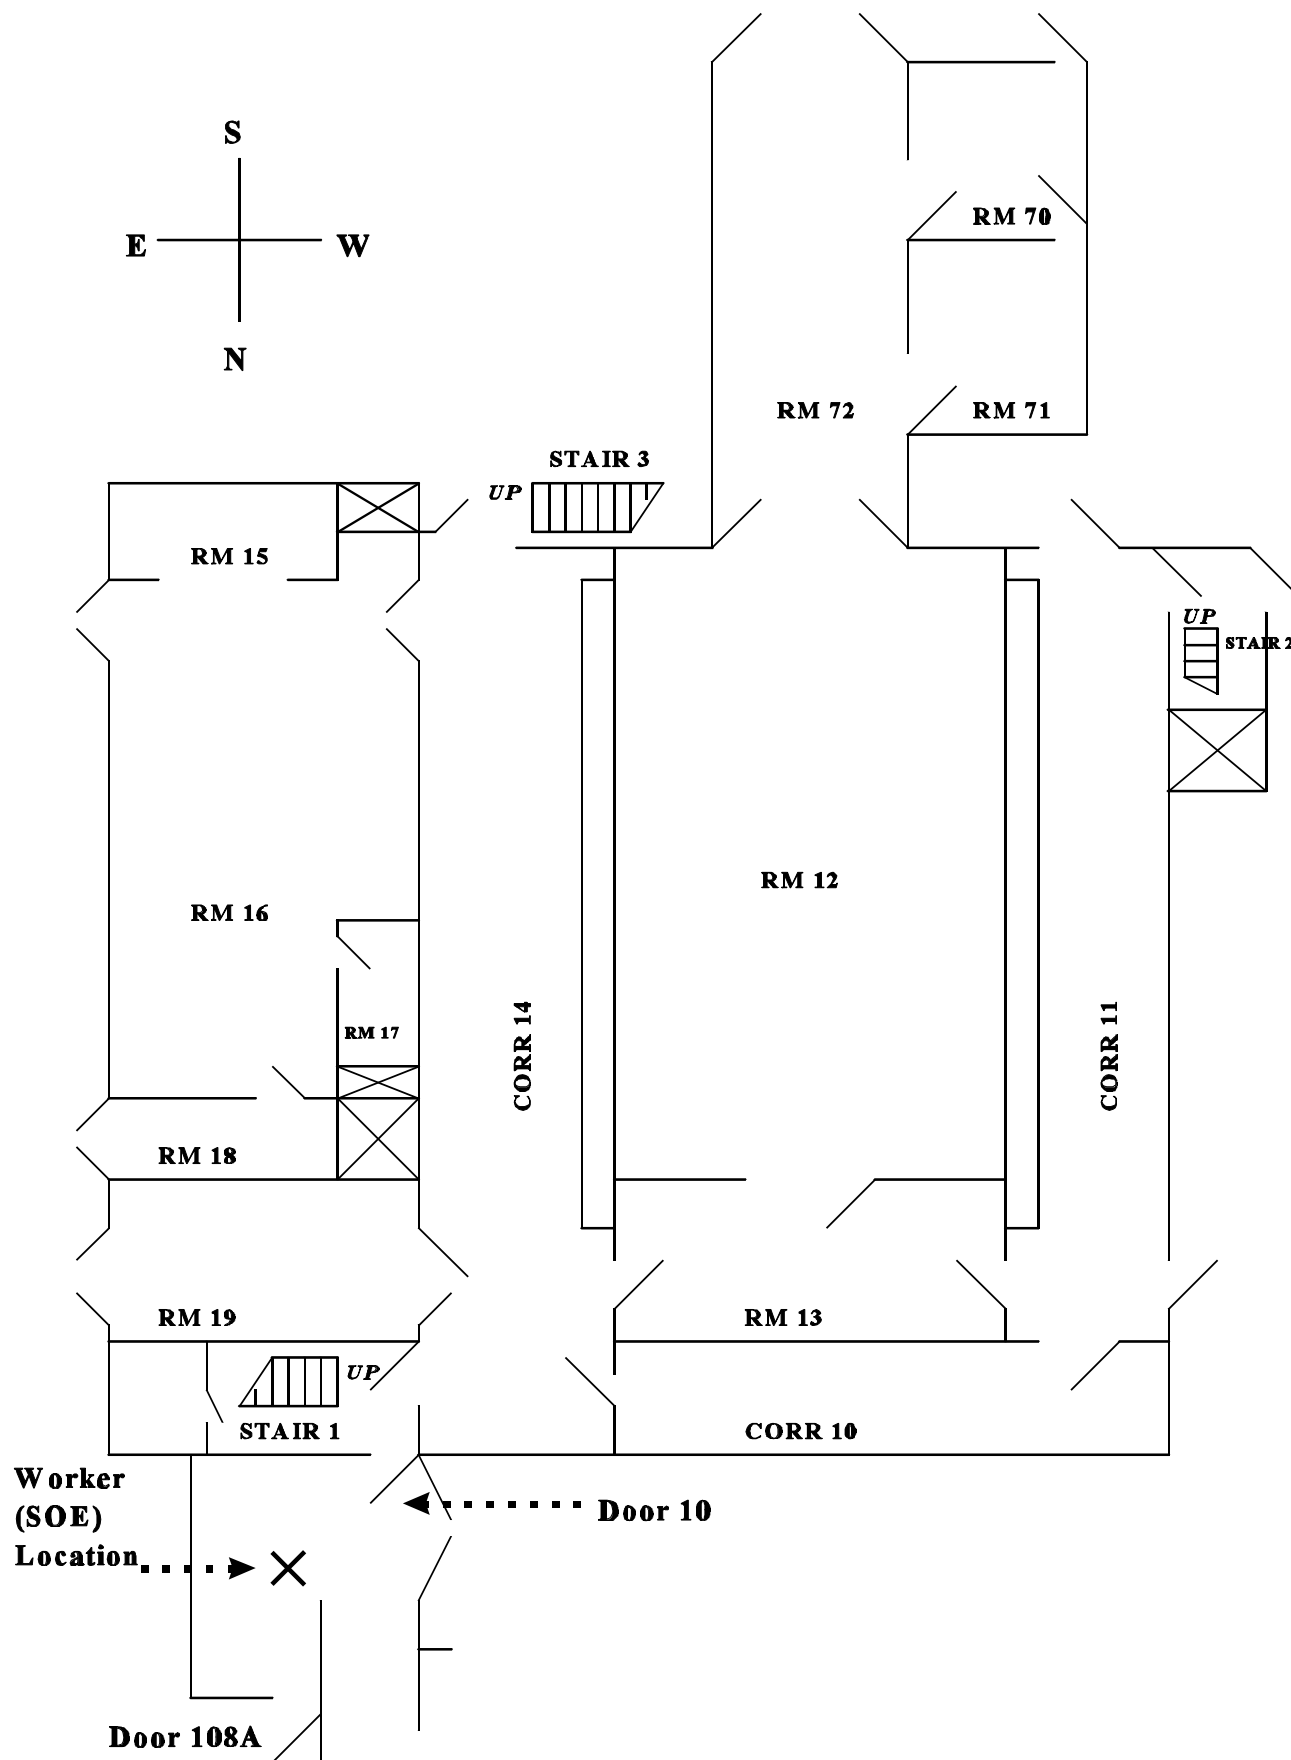 S
E
W
N
RM 70
RM 72
RM 71
STAIR 3
UP
RM 15
UP
STAIR 2
RM 12
RM 16
CORR 14
CORR 11
RM 17
RM 18
RM 19
RM 13
UP
STAIR 1
CORR 10
Worker
(SOE)
Location
Door 10
Door 108A